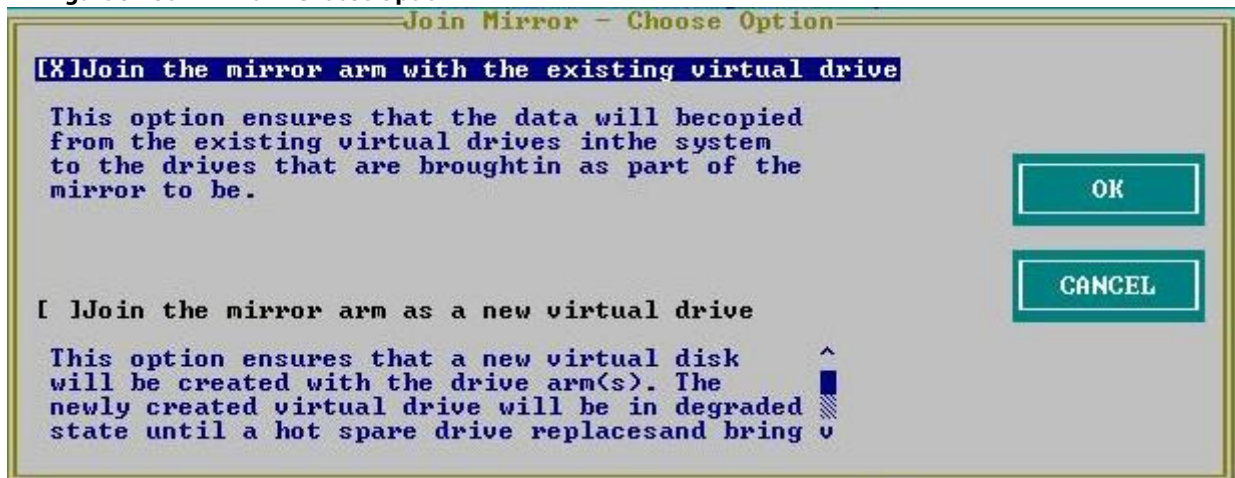 Join Mirror - Choose Option
[X]Join the mirror arm with the existing virtual drive
This option ensures that the data will becopied
from the existing virtual drives inthe system
to the drives that are broughtin as part of the
mirror to be.
OK
CANCEL
[ ]Join the mirror arm as a new virtual drive
This option ensures that a new virtual disk
will be created with the drive arm(s). The
newly created virtual drive will be in degraded
state until a hot spare drive replacesand bring